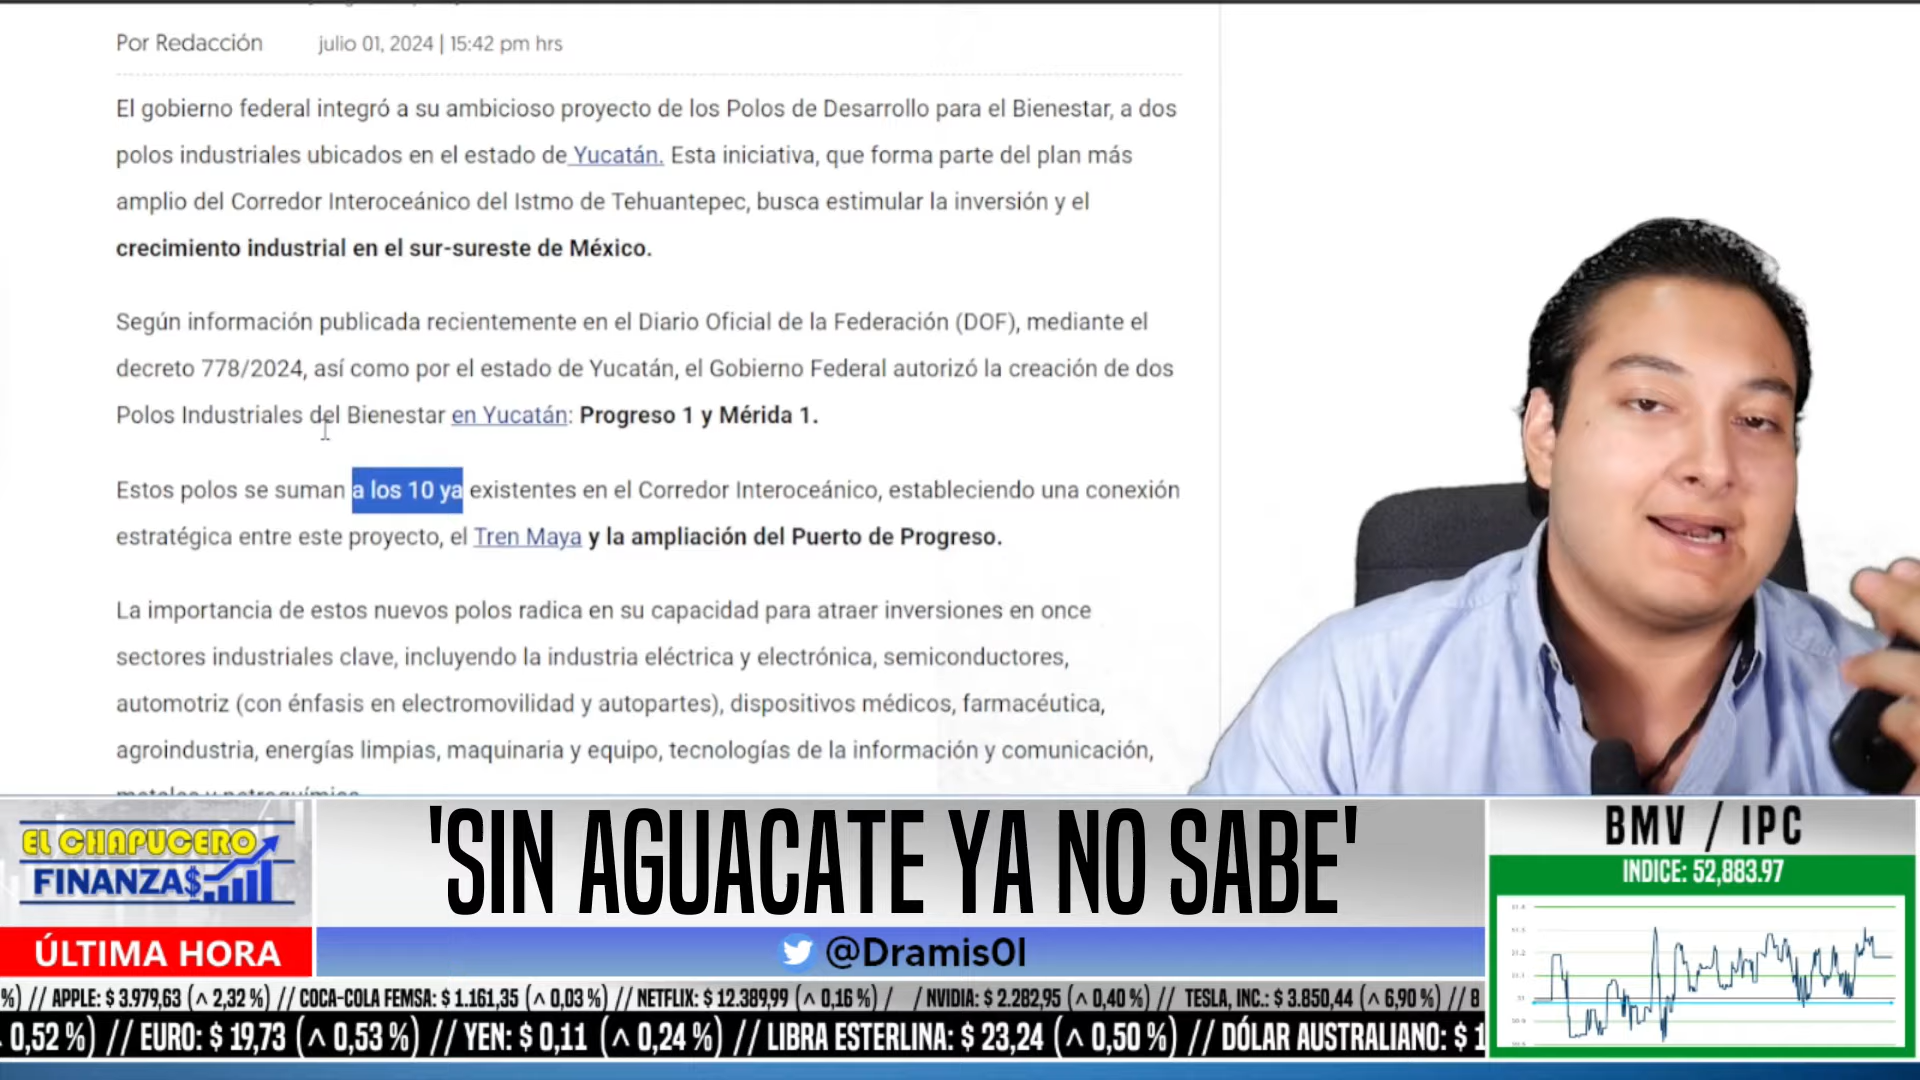 Por Redacción julio 01, 2024 | 15:42 pm hrs
El gobierno federal integró a su ambicioso proyecto de los Polos de Desarrollo para el Bienestar, a dos
polos industriales ubicados en el estado de Yucatán. Esta iniciativa, que forma parte del plan más
amplio del Corredor Interoceánico del Istmo de Tehuantepec, busca estimular la inversión y el
crecimiento industrial en el sur-sureste de México.
Según información publicada recientemente en el Diario Oficial de la Federación (DOF), mediante el
decreto 778/2024, así como por el estado de Yucatán, el Gobierno Federal autorizó la creación de dos
Polos Industriales del Bienestar en Yucatán: Progreso 1 y Mérida 1.
Estos polos se suman a los 10 ya existentes en el Corredor Interoceánico, estableciendo una conexión
estratégica entre este proyecto, el Tren Maya y la ampliación del Puerto de Progreso.
La importancia de estos nuevos polos radica en su capacidad para atraer inversiones en once
sectores industriales clave, incluyendo la industria eléctrica y electrónica, semiconductores,
automotriz (con énfasis en electromovilidad y autopartes), dispositivos médicos, farmacéutica,
agroindustria, energías limpias, maquinaria y equipo, tecnologías de la información y comunicación,
metales y petroquímica
EL CHAPUCERO
FINANZA$
'SIN AGUACATE YA NO SABE'
BMV / IPC
INDICE: 52,883.97
ÚLTIMA HORA
@Dramis01
%) // APPLE: $ 3.979,63 (^ 2,32 %) // COCA-COLA FEMSA: $ 1.161,35 (^ 0,03 %) // NETFLIX: $ 12.389,99 (^ 0,16 %) / / NVIDIA: $ 2.282,95 (^ 0,40 %) // TESLA, INC.: $ 3.850,44 (^ 6,90 %) // 8
0,52 %) // EURO: $ 19,73 (^ 0,53 %) // YEN: $ 0,11 (^ 0,24 %) // LIBRA ESTERLINA: $ 23,24 (^ 0,50 %) // DÓLAR AUSTRALIANO: $ 1